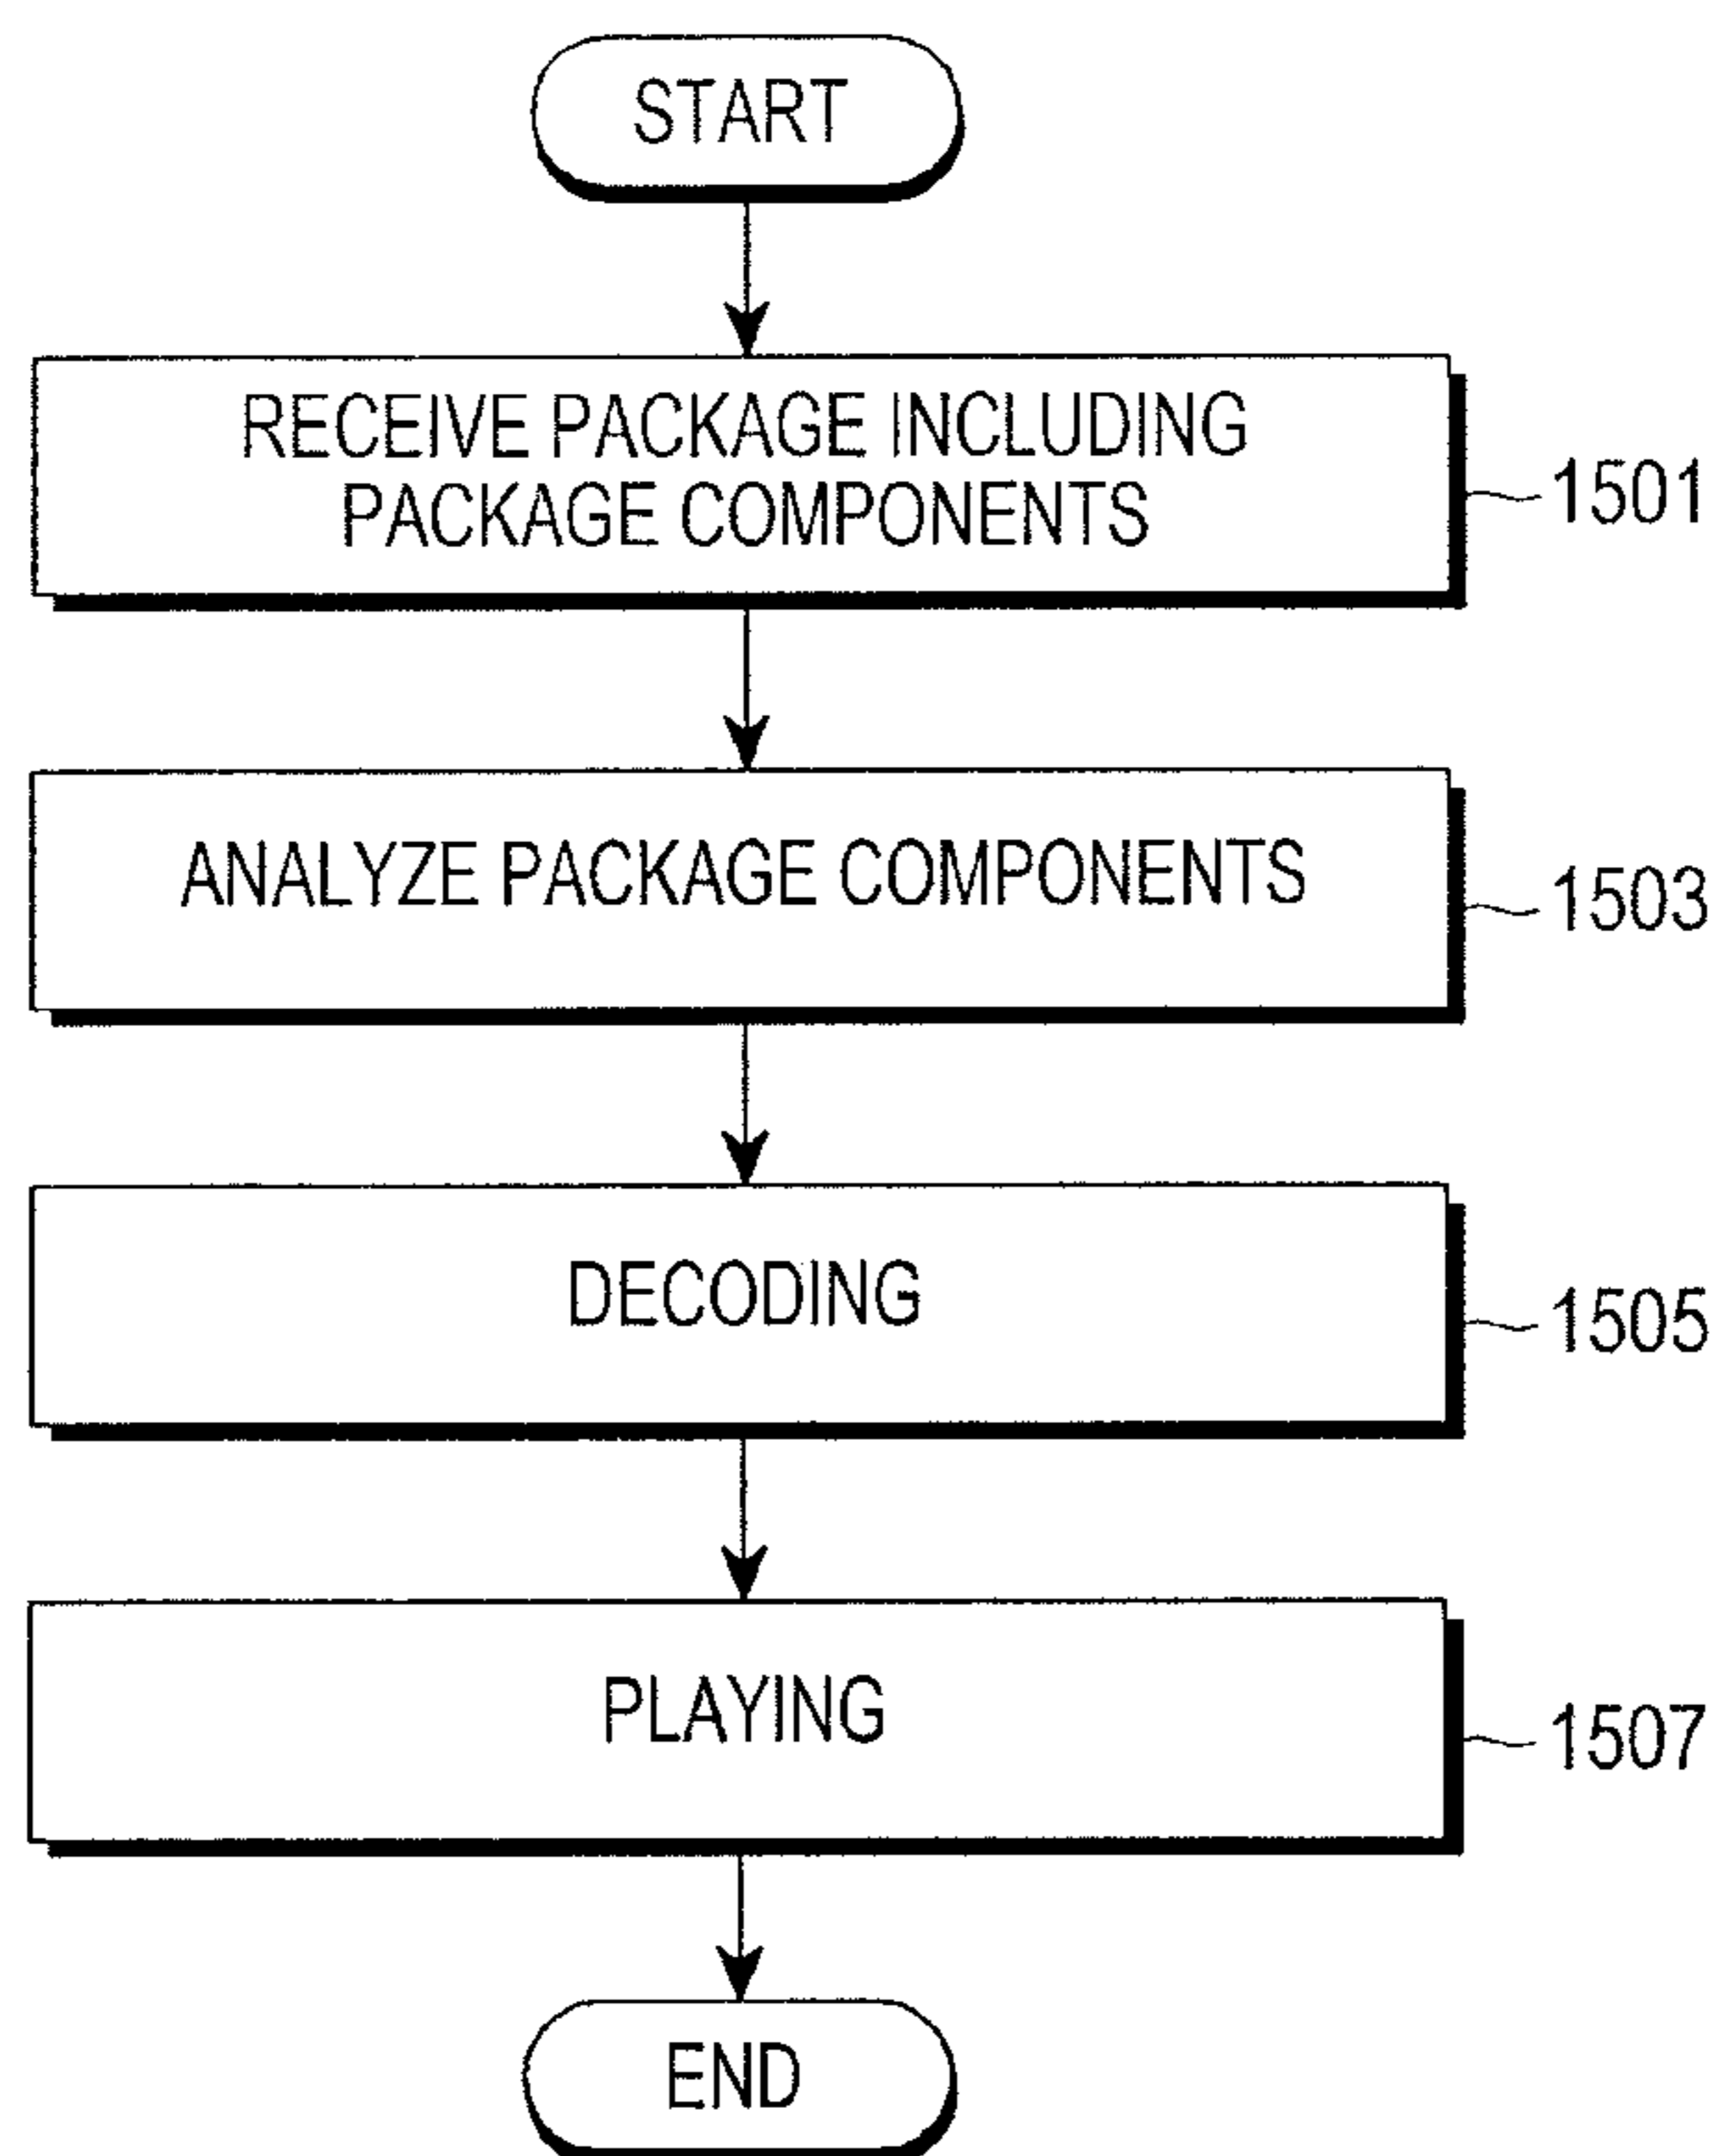 START
RECEIVE PACKAGE INCLUDING
PACKAGE COMPONENTS
1501
ANALYZE PACKAGE COMPONENTS
1503
DECODING
1505
PLAYING
1507
END